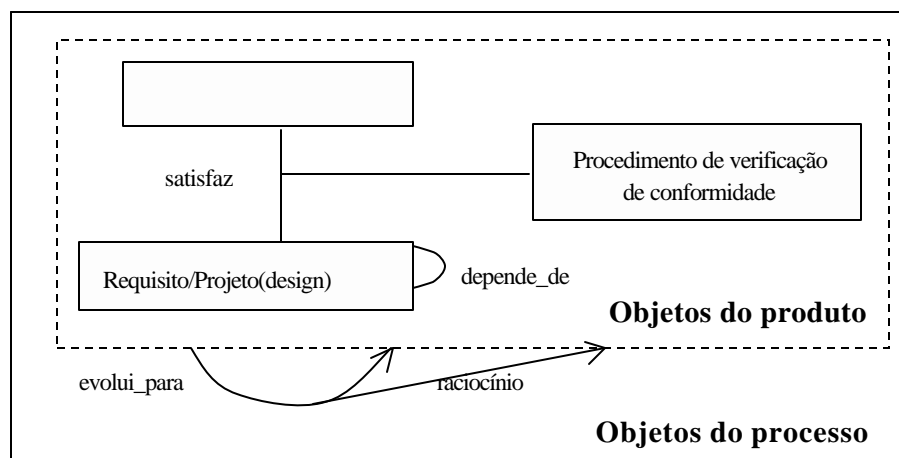 satisfaz
Procedimento de verificação
de conformidade
Requisito/Projeto(design)
depende_de
Objetos do produto
evolui_para
raciocínio
Objetos do processo